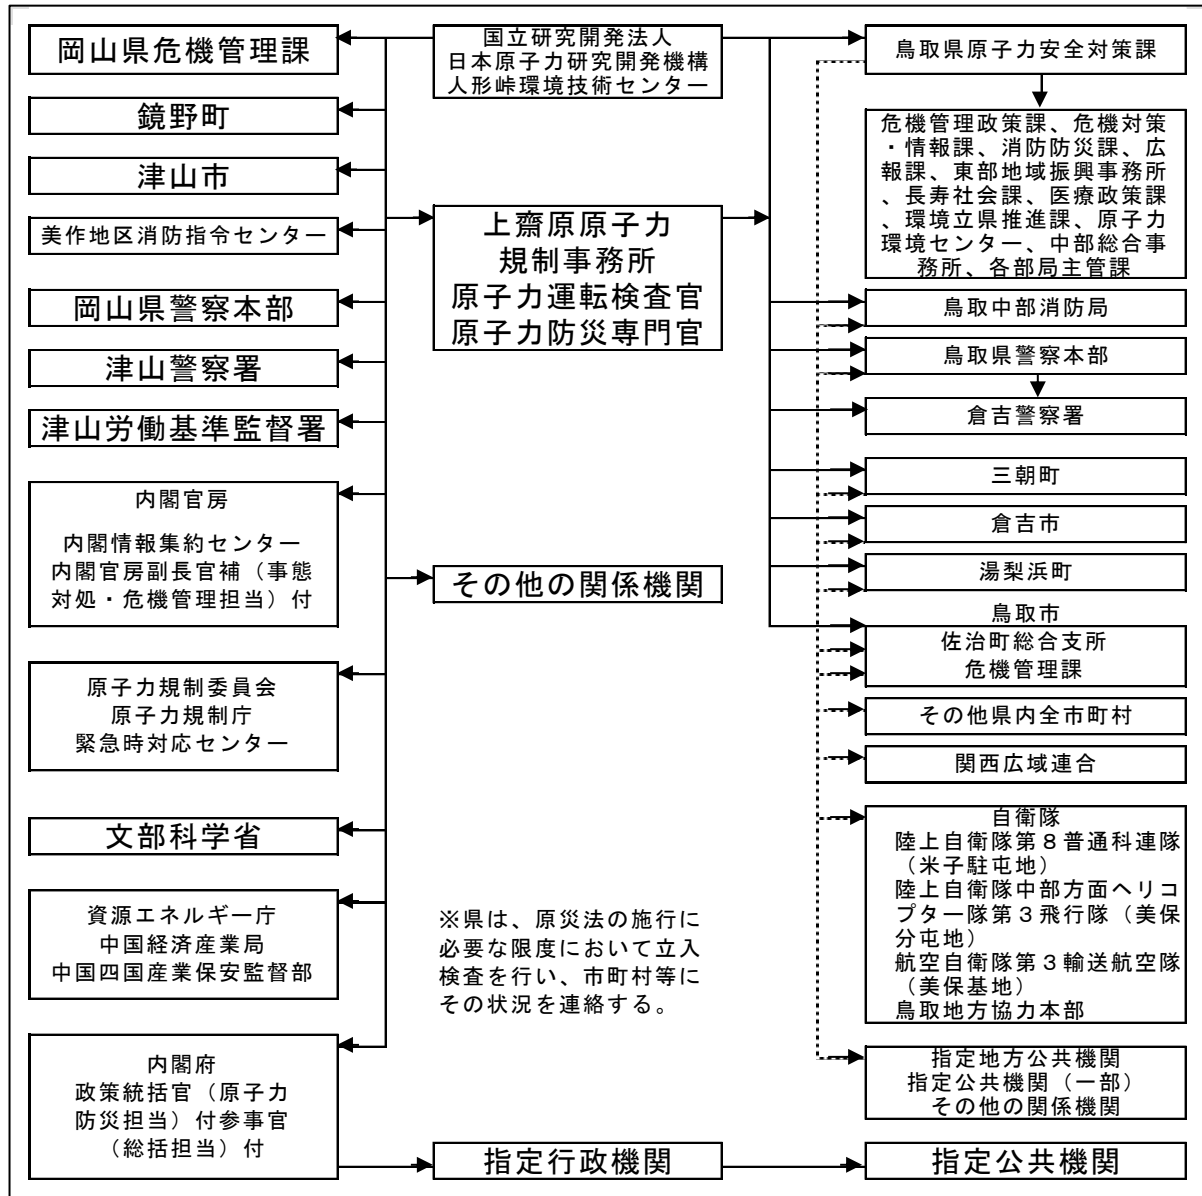 岡山県危機管理課
鏡野町
津山市
美作地区消防指令センター
岡山県警察本部
津山警察署
津山労働基準監督署
内閣官房
内閣情報集約センター
内閣官房副長官補（事態
対処・危機管理担当）付
原子力規制委員会
原子力規制庁
緊急時対応センター
文部科学省
資源エネルギー庁
中国経済産業局
中国四国産業保安監督部
内閣府
政策統括官（原子力
防災担当）付参事官
（総括担当）付
国立研究開発法人
日本原子力研究開発機構
人形峠環境技術センター
上齋原原子力
規制事務所
原子力運転検査官
原子力防災専門官
その他の関係機関
※県は、原災法の施行に
必要な限度において立入
検査を行い、市町村等に
その状況を連絡する。
指定行政機関
鳥取県原子力安全対策課
危機管理政策課、危機対策
・情報課、消防防災課、広
報課、東部地域振興事務所
、長寿社会課、医療政策課
、環境立県推進課、原子力
環境センター、中部総合事
務所、各部局主管課
鳥取中部消防局
鳥取県警察本部
倉吉警察署
三朝町
倉吉市
湯梨浜町
鳥取市
佐治町総合支所
危機管理課
その他県内全市町村
関西広域連合
自衛隊
陸上自衛隊第８普通科連隊
（米子駐屯地）
陸上自衛隊中部方面ヘリコ
プター隊第３飛行隊（美保
分屯地）
航空自衛隊第３輸送航空隊
（美保基地）
鳥取地方協力本部
指定地方公共機関
指定公共機関（一部）
その他の関係機関
指定公共機関